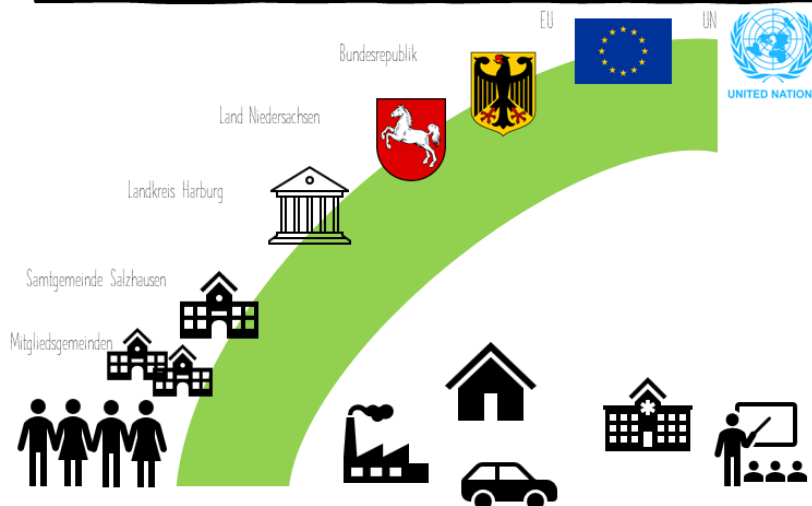 EU
UN
Bundesrepublik
UNITED NATION
Land Niedersachsen
Landkreis Harburg
Samtgemeinde Salzhausen
Mitgliedsgemeinden